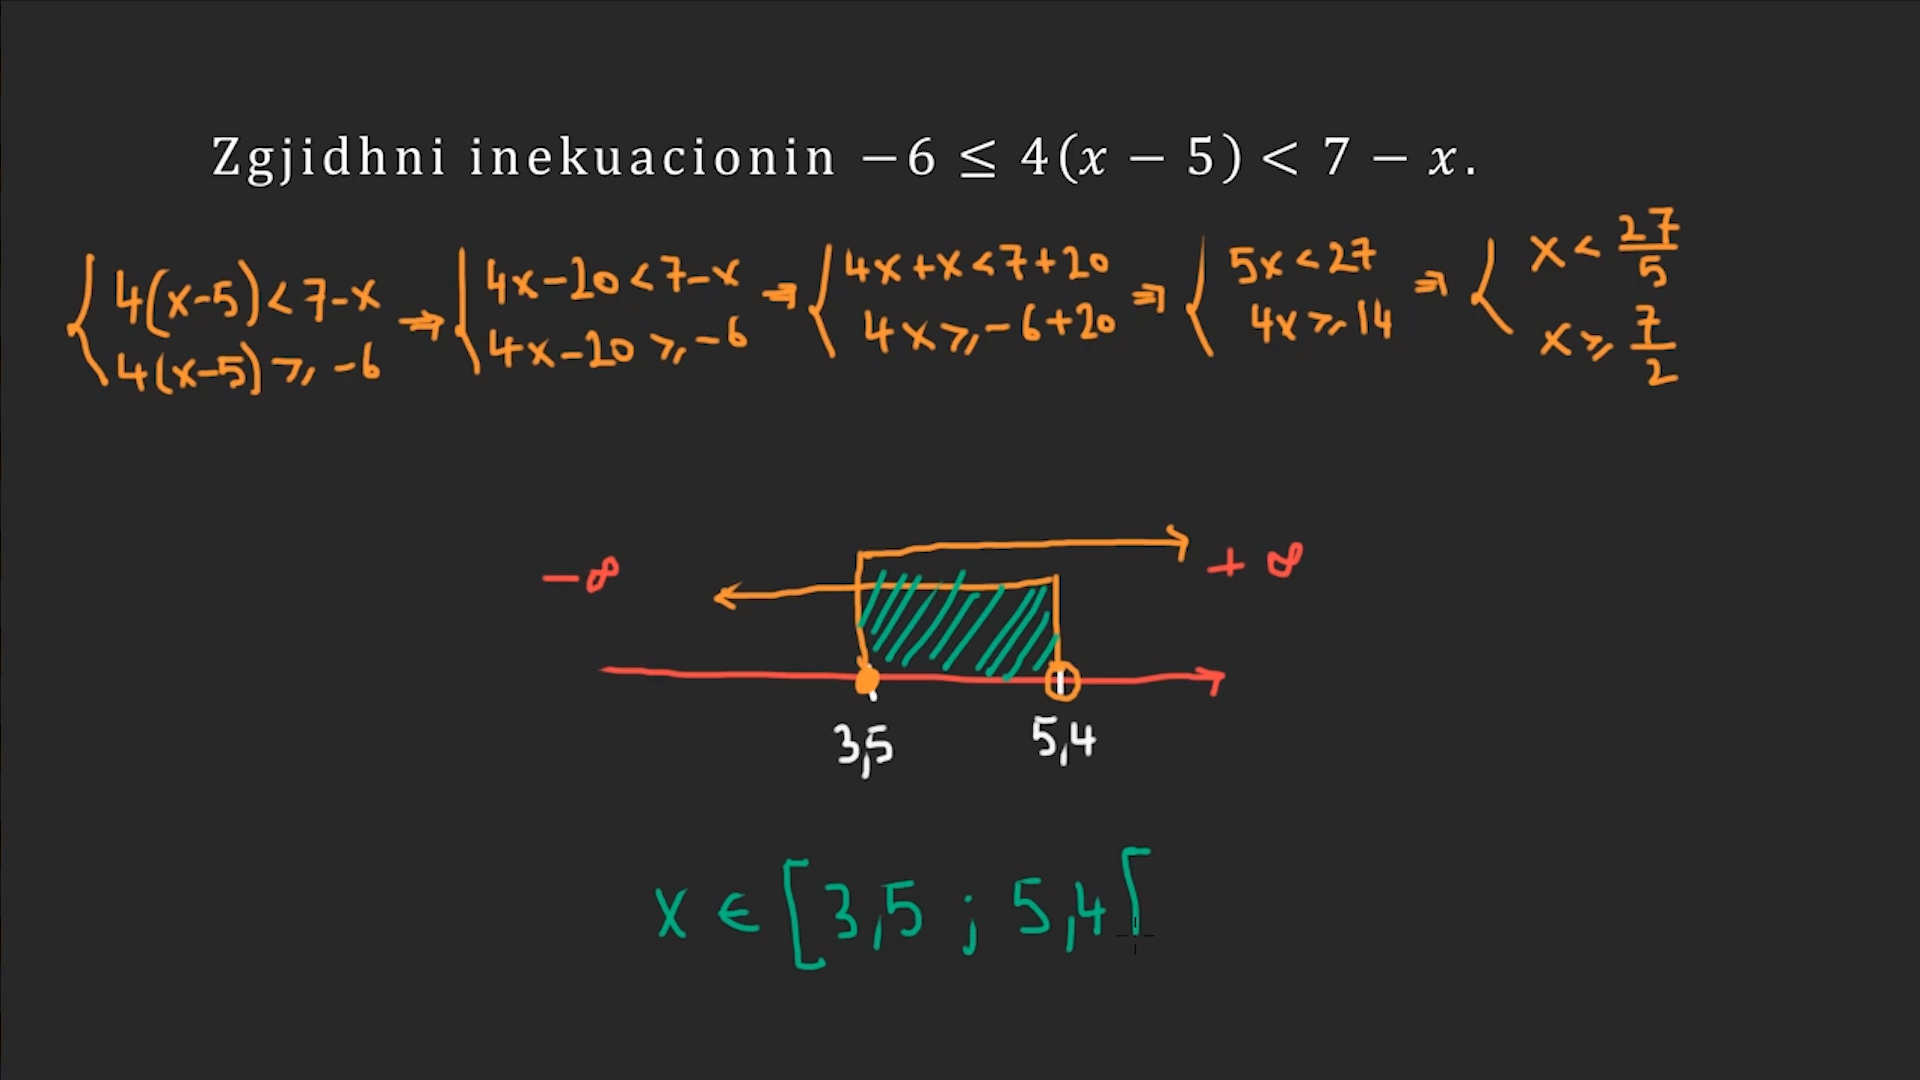 Zgjidhni inekuacionin −6 ≤ 4(x − 5) < 7 − x.
{ 4(x-5) < 7-x ⇒ { 4x-20 < 7-x ⇒ { 4x+x < 7+20 ⇒ { 5x < 27 ⇒ { x < 27/5
4(x-5) ⩾ -6 4x-20 ⩾ -6 4x ⩾ -6+20 4x ⩾ 14 x ⩾ 7/2
-∞ +∞
3,5 5,4
x ∈ [3,5 ; 5,4[